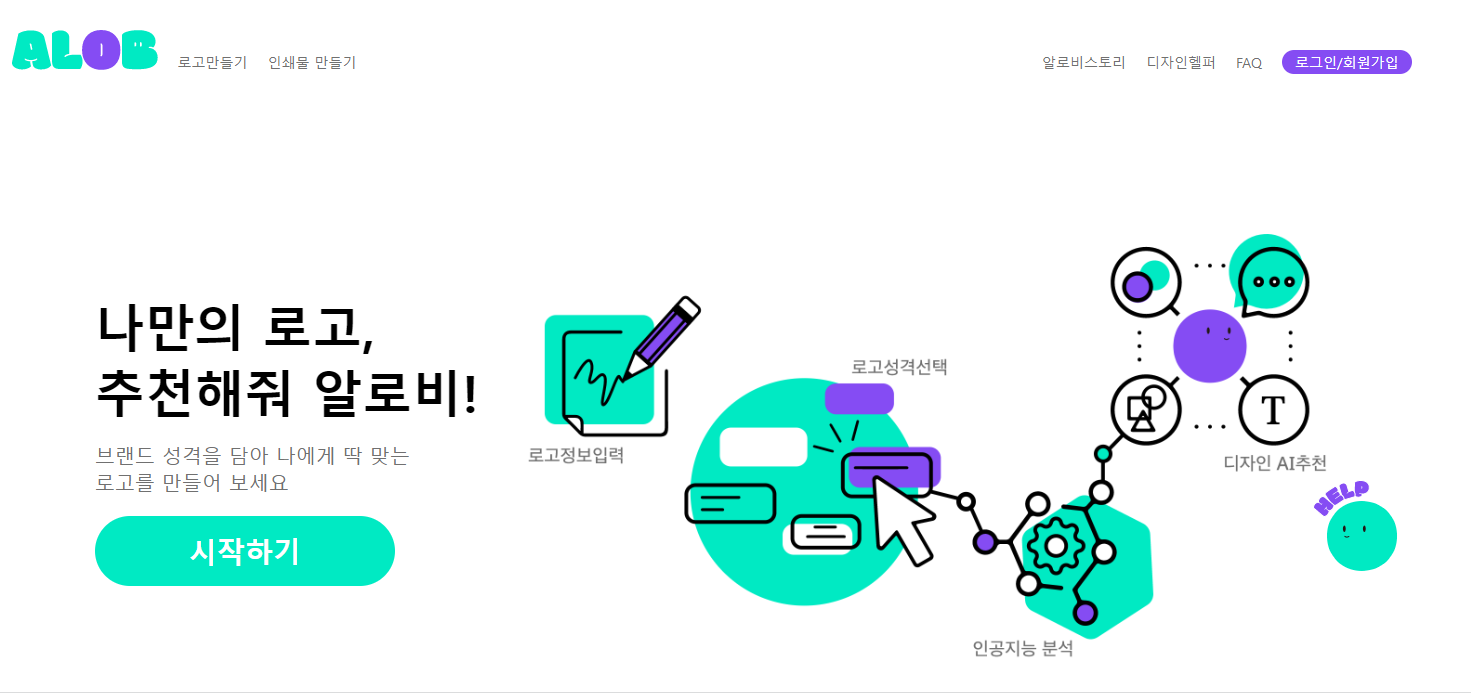 ALOB
로고만들기
인쇄물 만들기
알로비스토리
디자인헬퍼
FAQ
로그인/회원가입
나만의 로고,
추천해줘 알로비!
브랜드 성격을 담아 나에게 딱 맞는
로고를 만들어 보세요
시작하기
로고정보입력
로고성격선택
인공지능 분석
T
디자인 AI추천
HELP